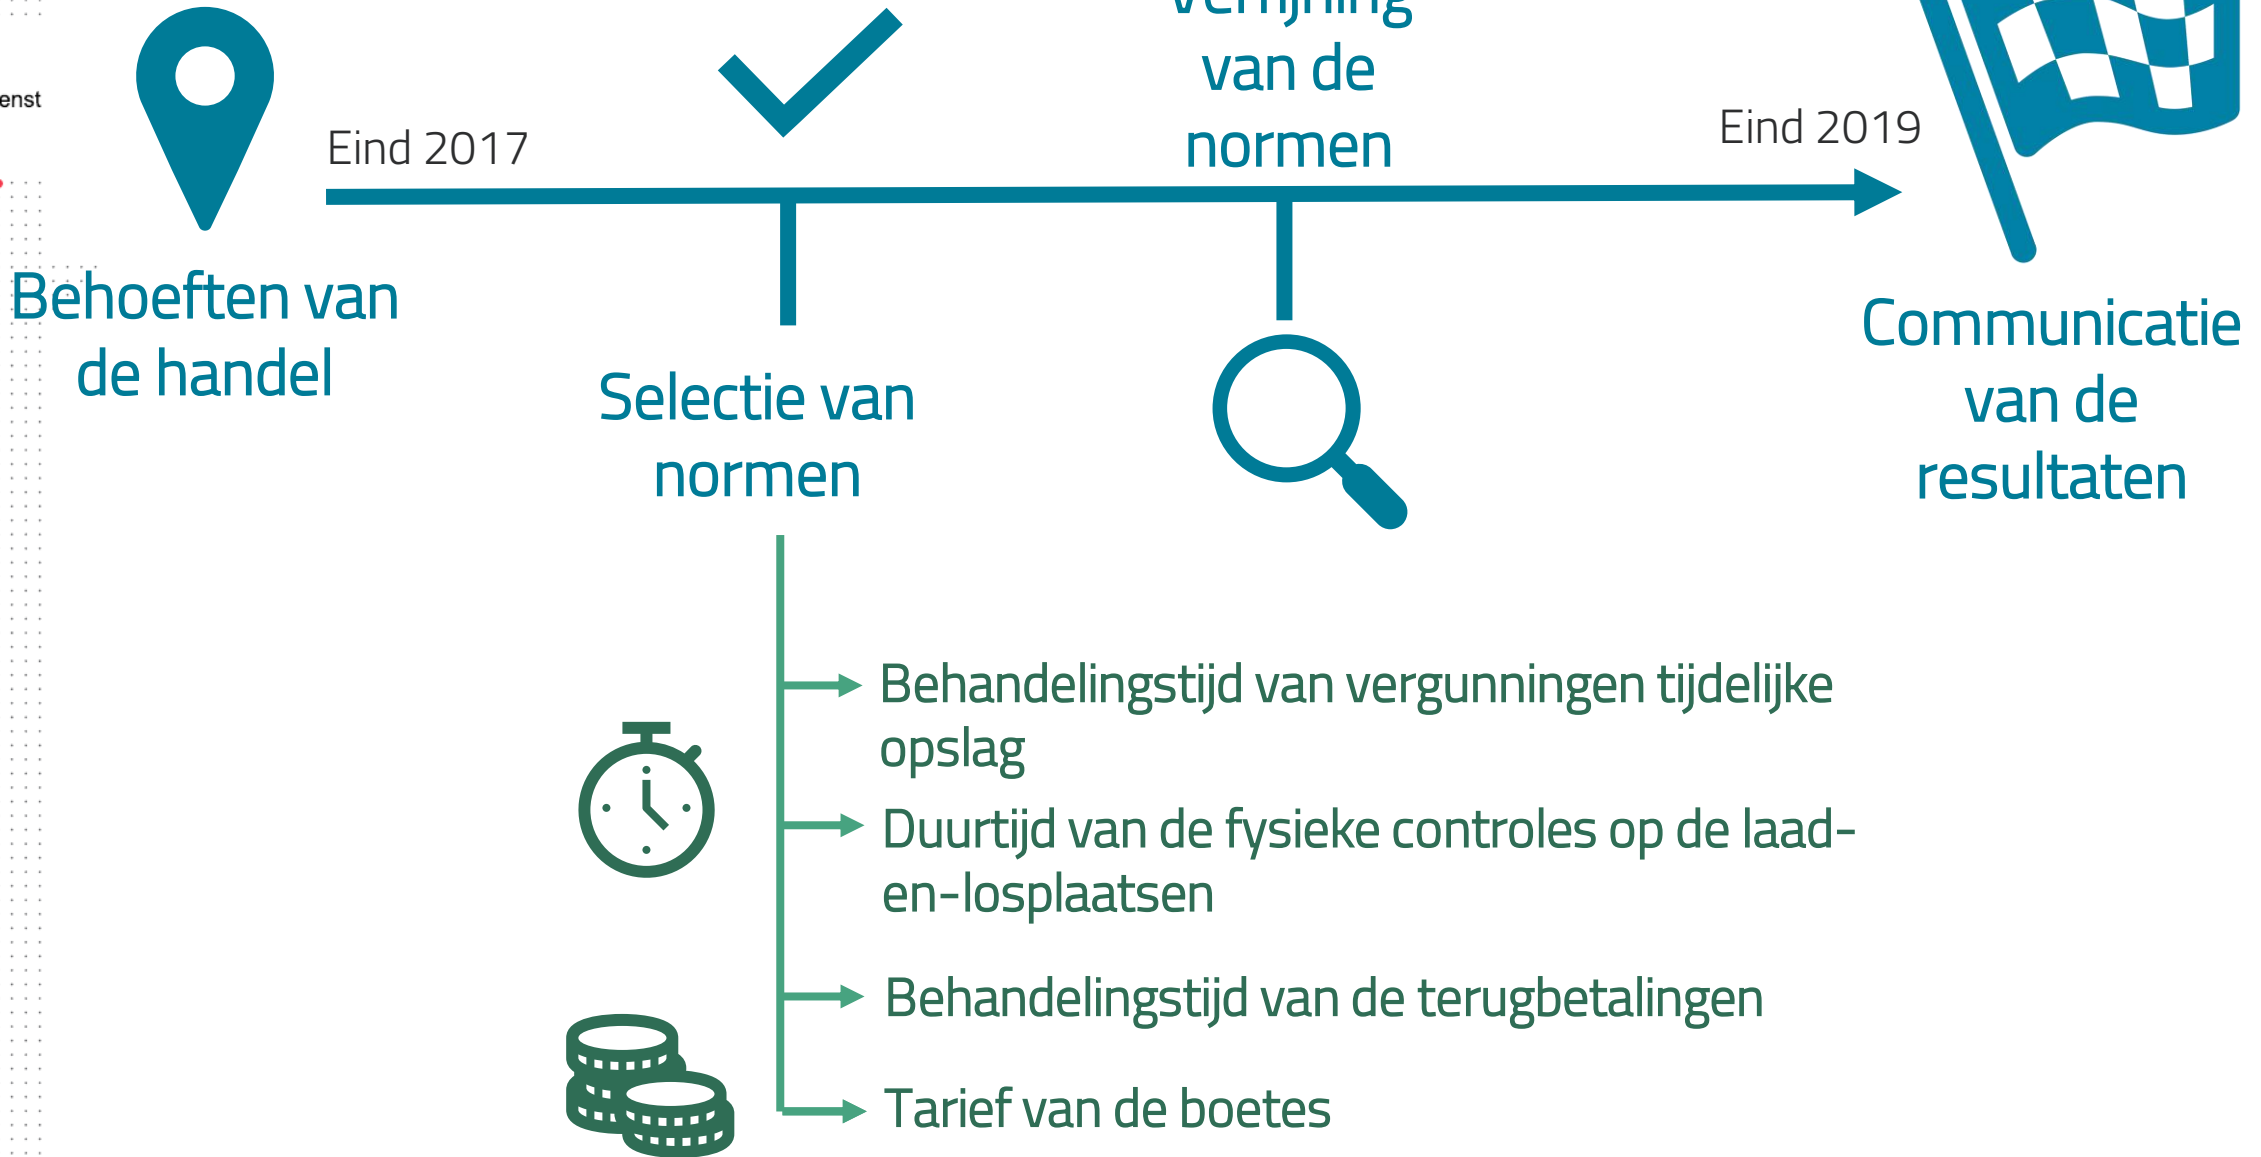 enst
Eind 2017
van de
normen
Eind 2019
Behoeften van
de handel
Selectie van
normen
Communicatie
van de
resultaten
Behandelingstijd van vergunningen tijdelijke
opslag
Duurtijd van de fysieke controles op de laad-
en-losplaatsen
Behandelingstijd van de terugbetalingen
Tarief van de boetes